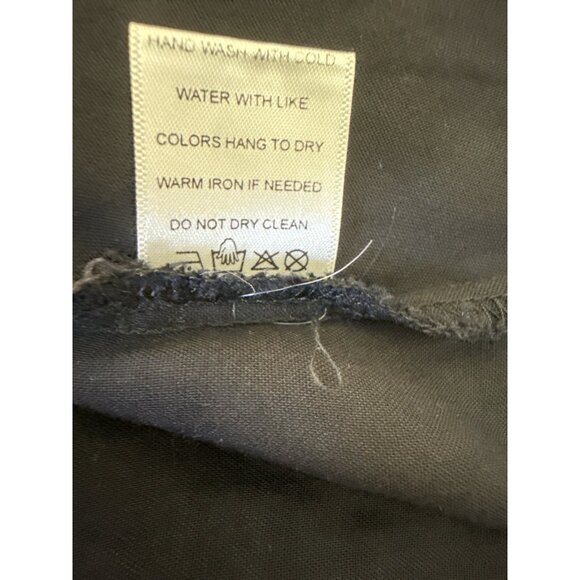 HAND WASH WITH COLD
WATER WITH LIKE
COLORS HANG TO DRY
WARM IRON IF NEEDED
DO NOT DRY CLEAN